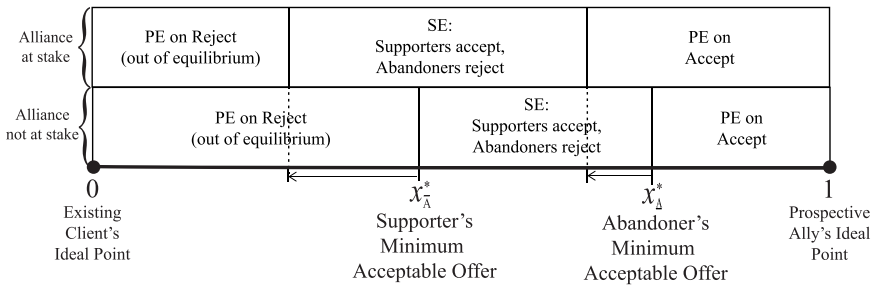 Alliance
at stake
PE on Reject
(out of equilibrium)
SE:
Supporters accept,
Abandoners reject
PE on
Accept
Alliance
not at stake
PE on Reject
(out of equilibrium)
SE:
Supporters accept,
Abandoners reject
PE on
Accept
0
Existing
Client's
Ideal Point
x*_Ā
Supporter's
Minimum
Acceptable Offer
x*_A̲
Abandoner's
Minimum
Acceptable Offer
1
Prospective
Ally's Ideal
Point